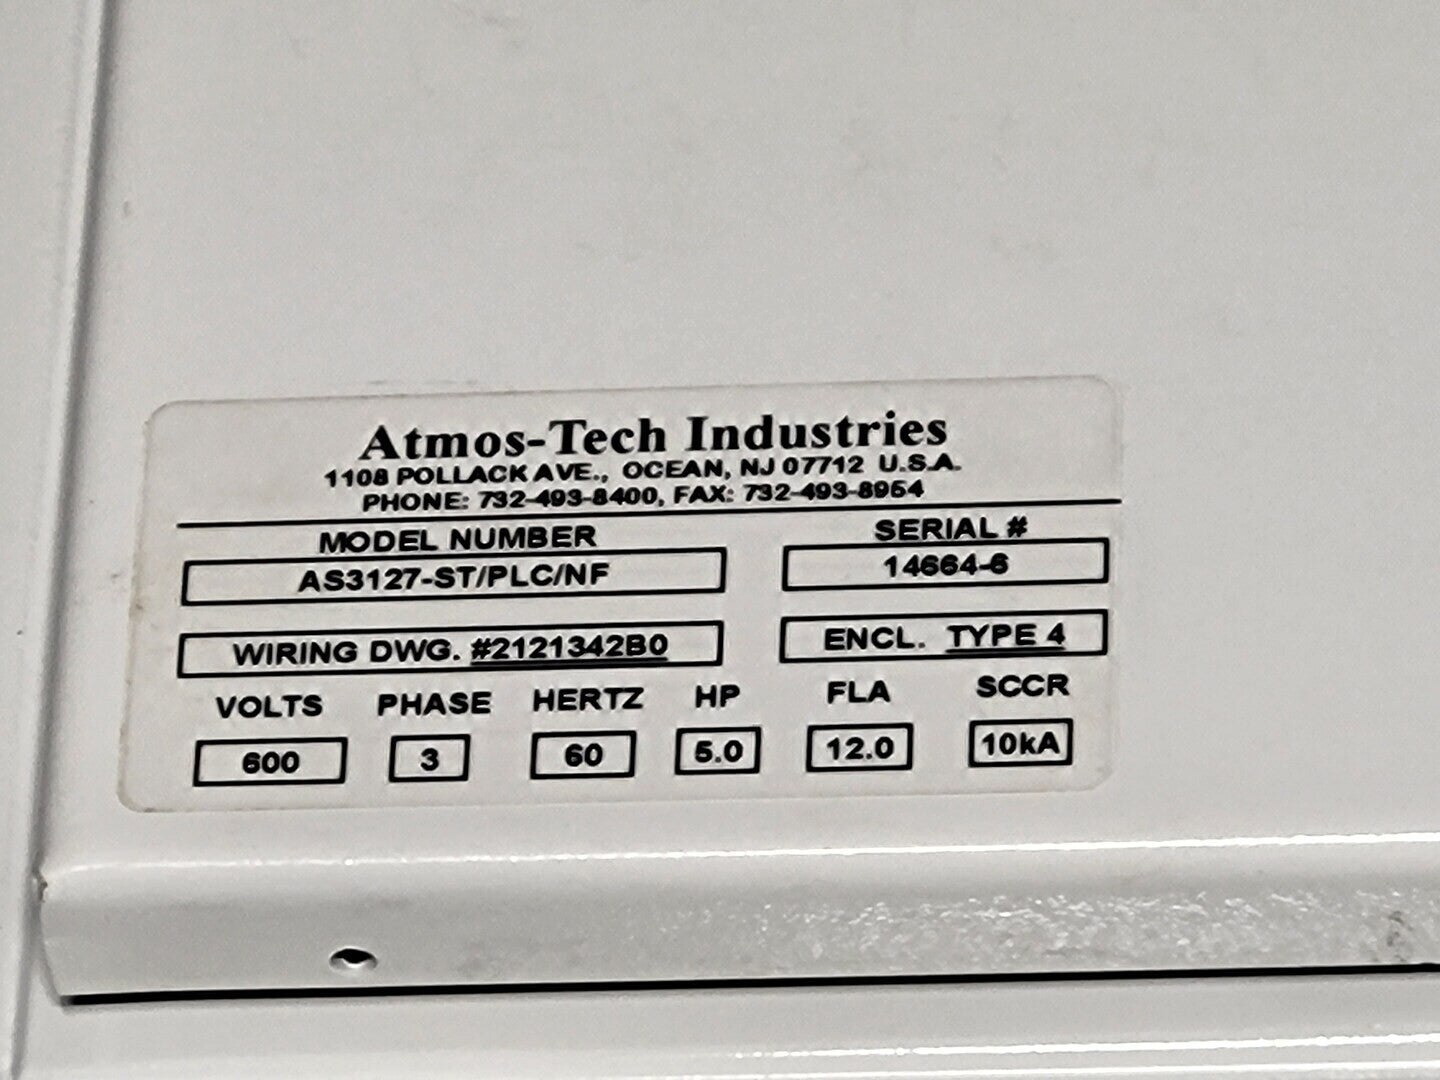 Atmos-Tech Industries
1108 POLLACK AVE., OCEAN, NJ 07712 U.S.A.
PHONE: 732-493-8400, FAX: 732-493-8954
MODEL NUMBER SERIAL #
AS3127-ST/PLC/NF 14664-6
WIRING DWG. #2121342B0 ENCL. TYPE 4
VOLTS PHASE HERTZ HP FLA SCCR
600 3 60 5.0 12.0 10kA